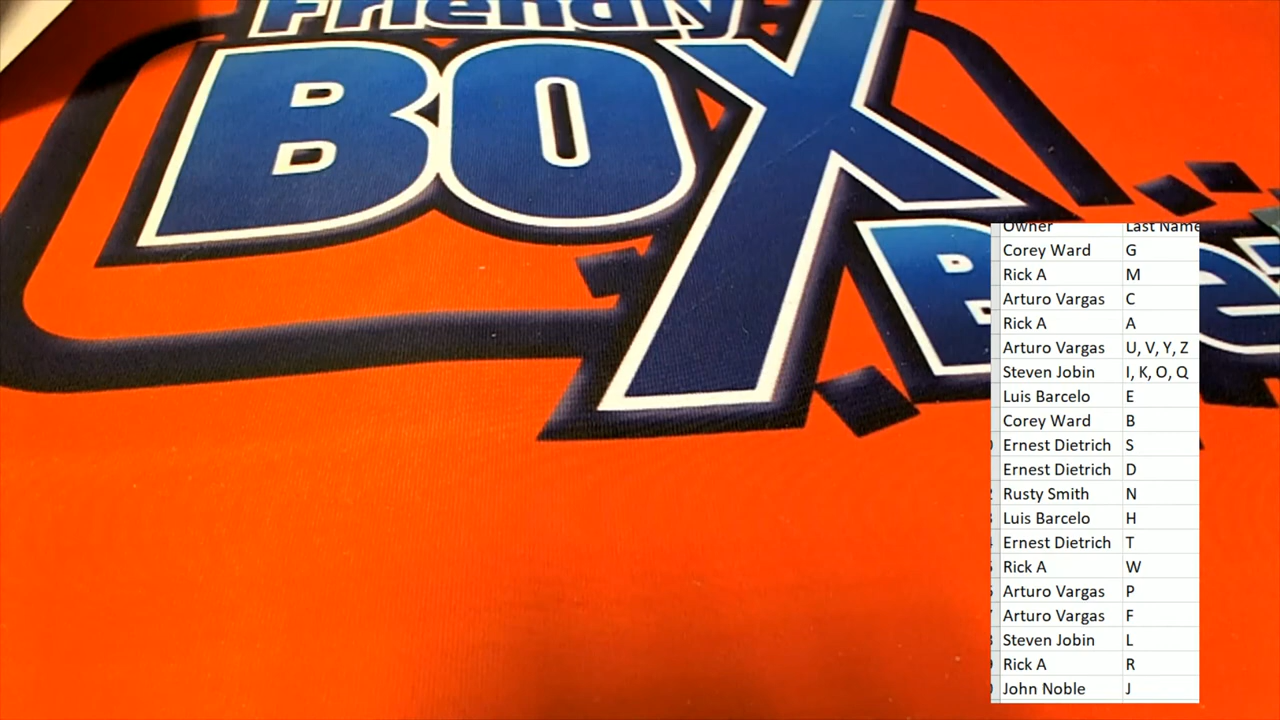 Friendly
BOX
Owner Last Name
Corey Ward G
Rick A M
Arturo Vargas C
Rick A A
Arturo Vargas U, V, Y, Z
Steven Jobin I, K, O, Q
Luis Barcelo E
Corey Ward B
Ernest Dietrich S
Ernest Dietrich D
Rusty Smith N
Luis Barcelo H
Ernest Dietrich T
Rick A W
Arturo Vargas P
Arturo Vargas F
Steven Jobin L
Rick A R
John Noble J